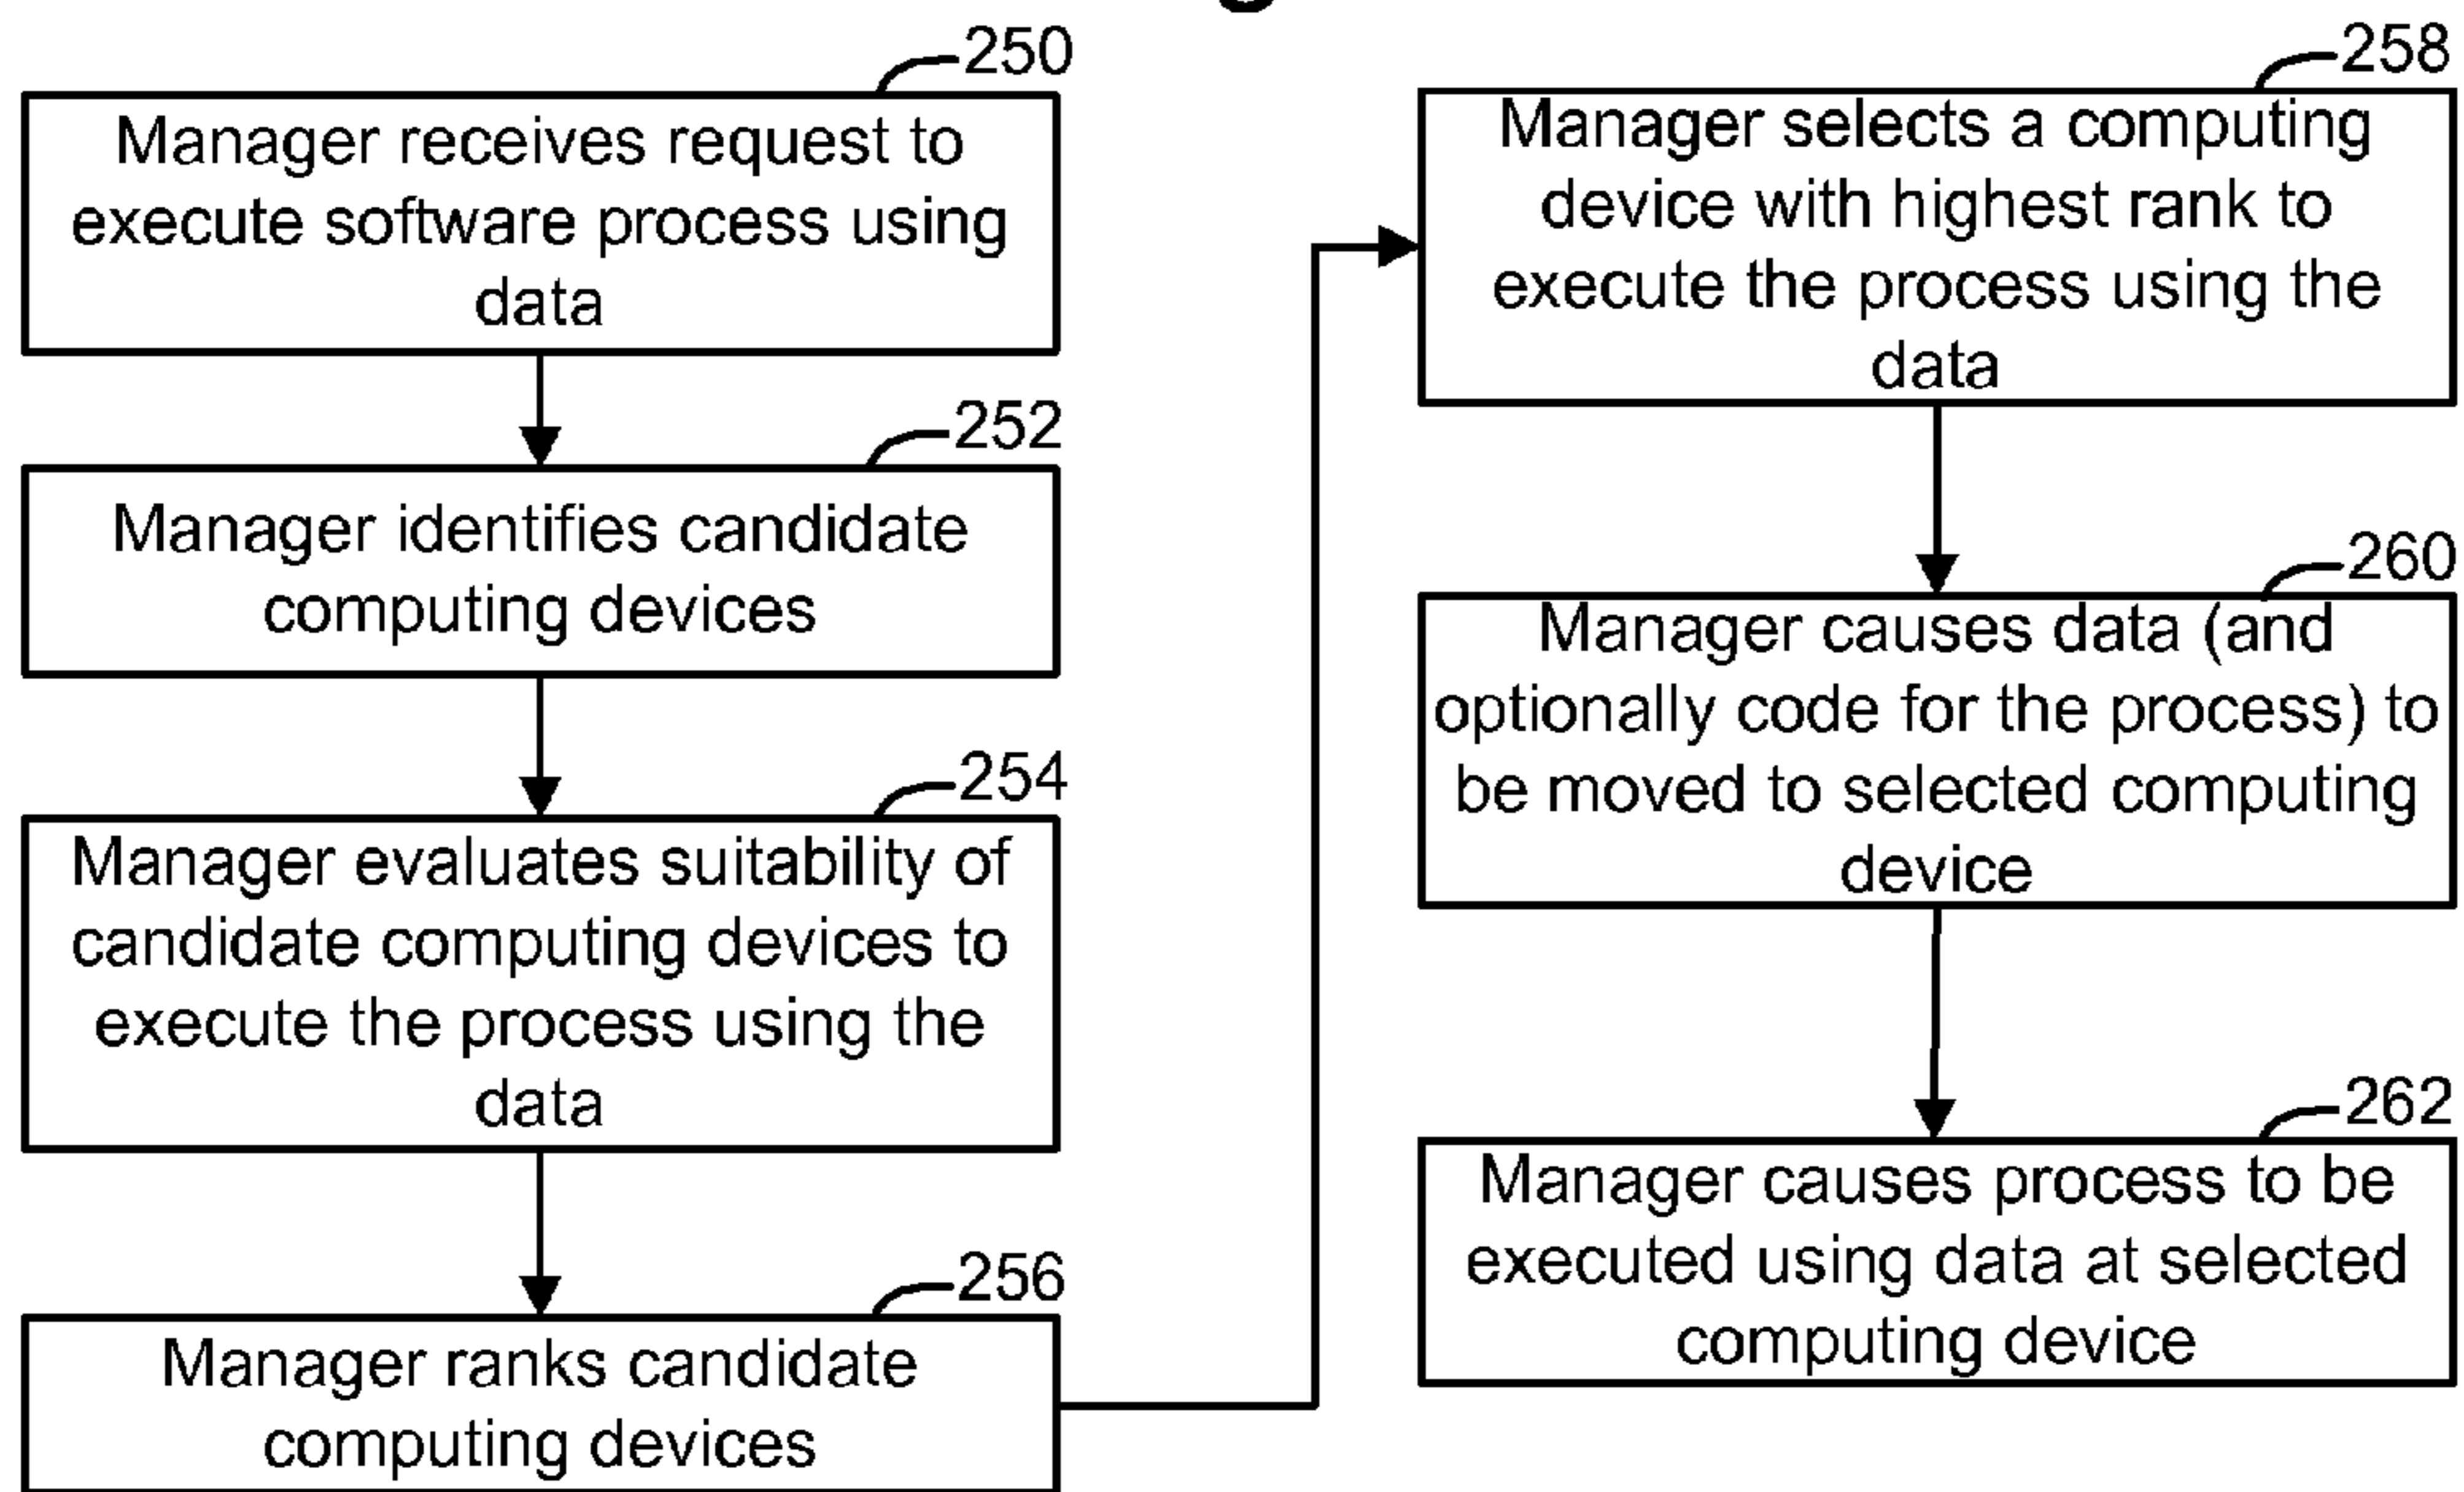 250
Manager receives request to
execute software process using
data
252
Manager identifies candidate
computing devices
254
Manager evaluates suitability of
candidate computing devices to
execute the process using the
data
256
Manager ranks candidate
computing devices
258
Manager selects a computing
device with highest rank to
execute the process using the
data
260
Manager causes data (and
optionally code for the process) to
be moved to selected computing
device
262
Manager causes process to be
executed using data at selected
computing device